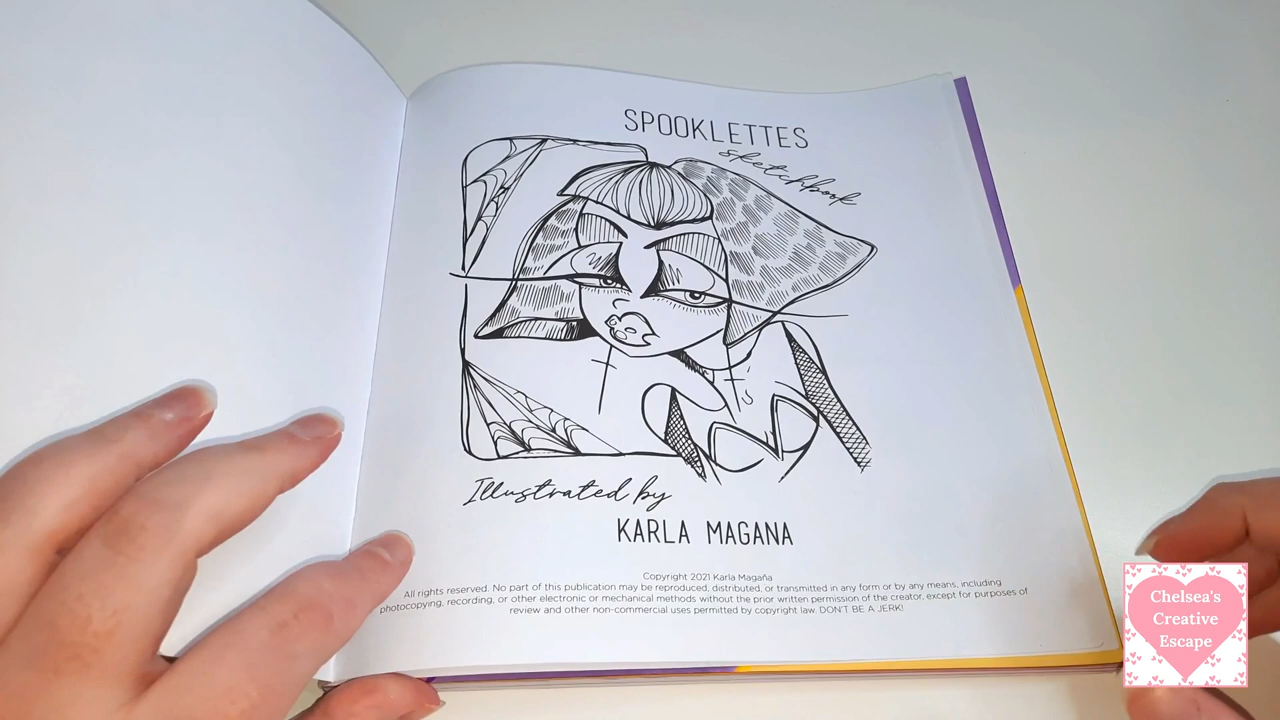 SPOOKLETTES
sketchbook
Illustrated by
KARLA MAGANA
Copyright 2021 Karla Magaña
All rights reserved. No part of this publication may be reproduced, distributed, or transmitted in any form or by any means, including
photocopying, recording, or other electronic or mechanical methods without the prior written permission of the creator, except for purposes of
review and other non-commercial uses permitted by copyright law. DON'T BE A JERK!
Chelsea's
Creative
Escape